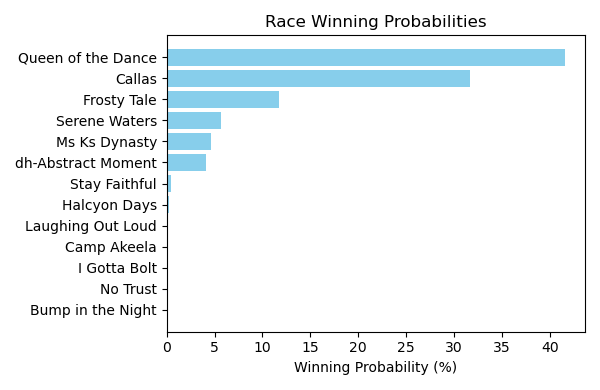 Race Winning Probabilities
Queen of the Dance
Callas
Frosty Tale
Serene Waters
Ms Ks Dynasty
dh-Abstract Moment
Stay Faithful
Halcyon Days
Laughing Out Loud
Camp Akeela
I Gotta Bolt
No Trust
Bump in the Night
0 5 10 15 20 25 30 35 40
Winning Probability (%)